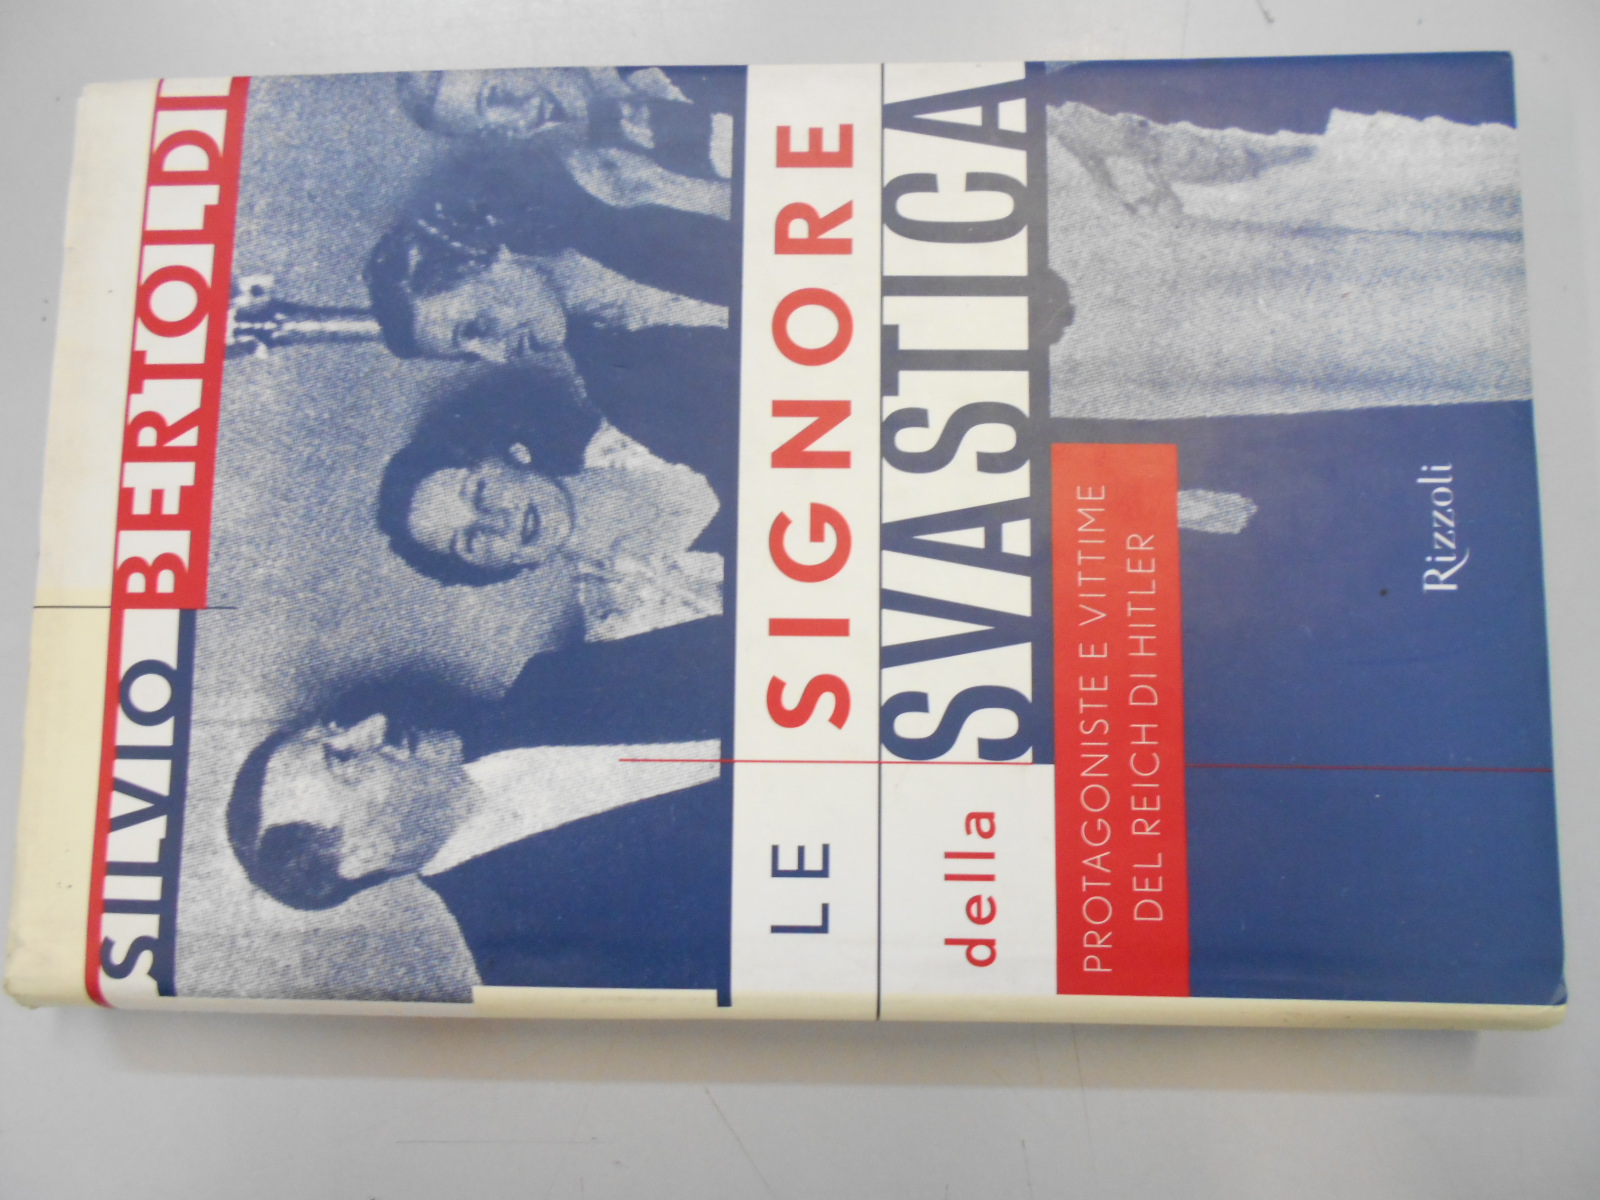 SILVIO BERTOLDI
LE SIGNORE
della SVASTICA
PROTAGONISTE E VITTIME
DEL REICH DI HITLER
Rizzoli